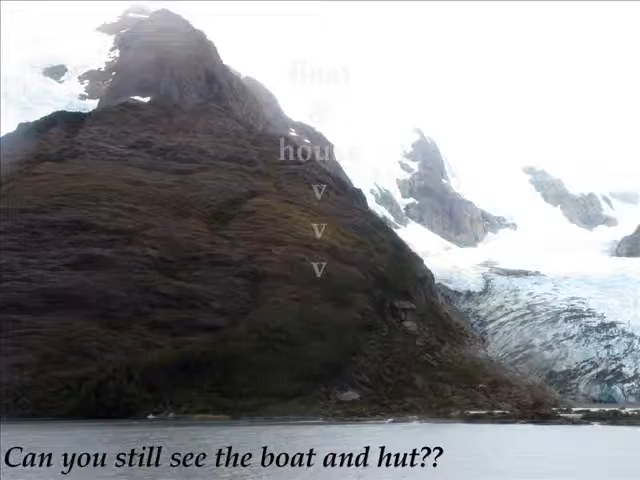 Boat
house
v
v
v
Can you still see the boat and hut??